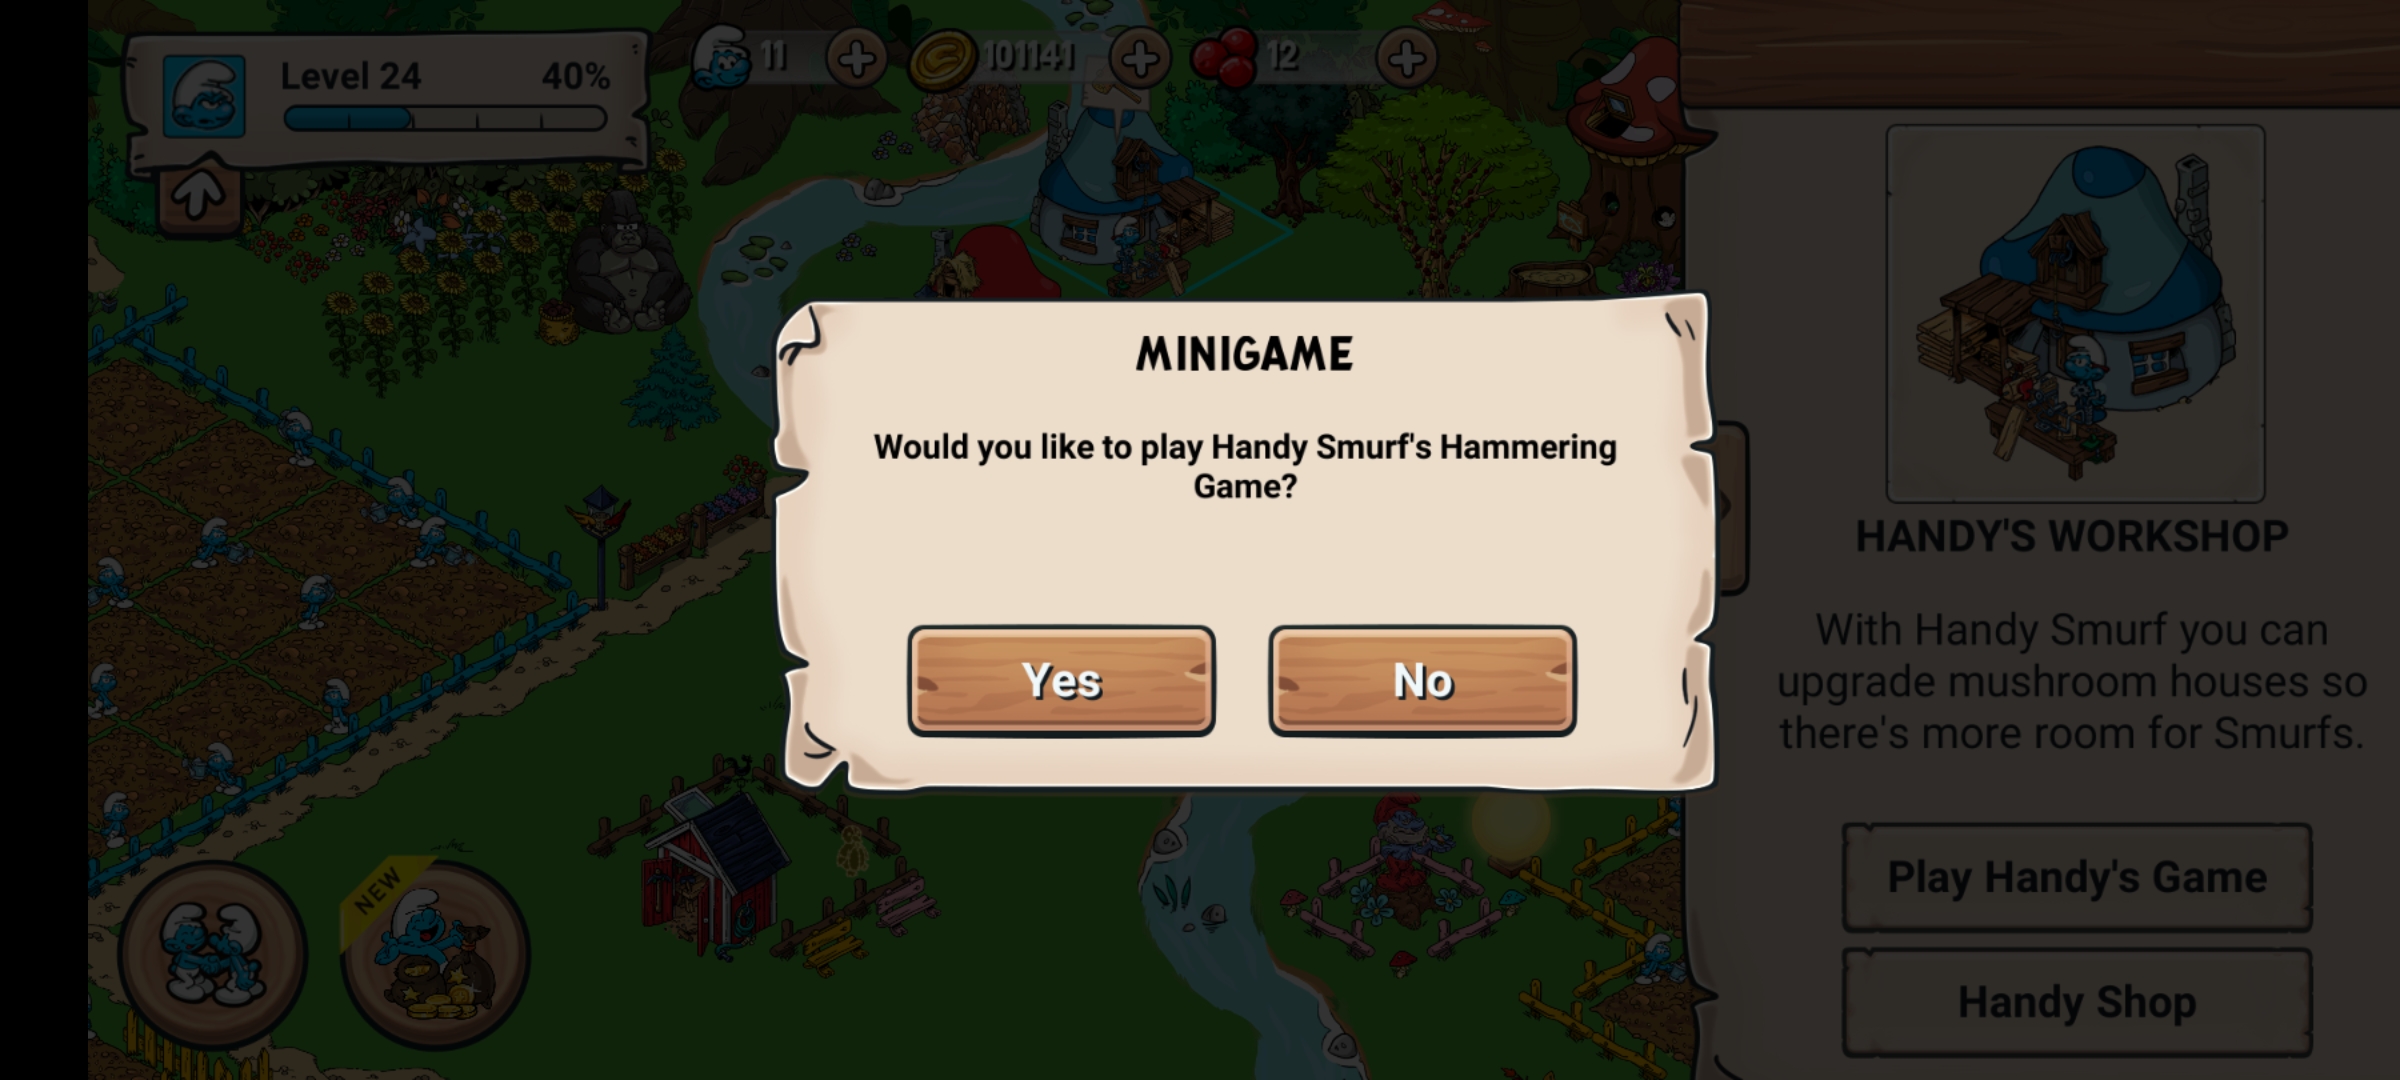 Level 24
40%
11
101141
12
MINIGAME
Would you like to play Handy Smurf's Hammering
Game?
Yes
No
HANDY'S WORKSHOP
With Handy Smurf you can
upgrade mushroom houses so
there's more room for Smurfs.
Play Handy's Game
Handy Shop
NEW